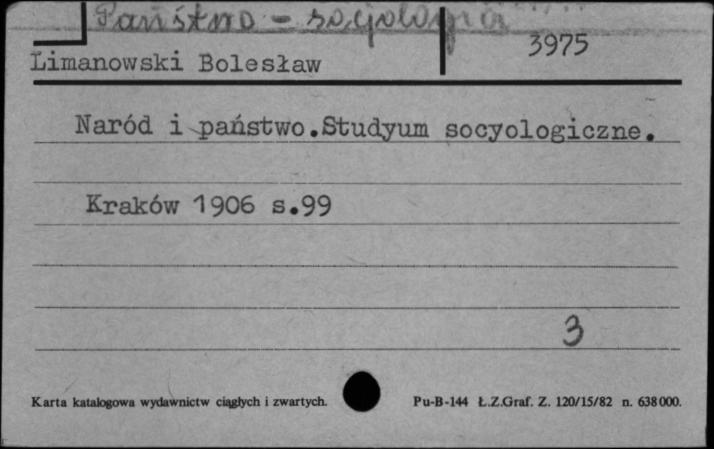 Państwo - socjologia
3975
Limanowski Bolesław
Naród i państwo.Studyum socyologiczne.
Kraków 1906 s.99
3
Karta katalogowa wydawnictw ciągłych i zwartych.
Pu-B-144 Ł.Z.Graf. Z. 120/15/82 n. 638000.